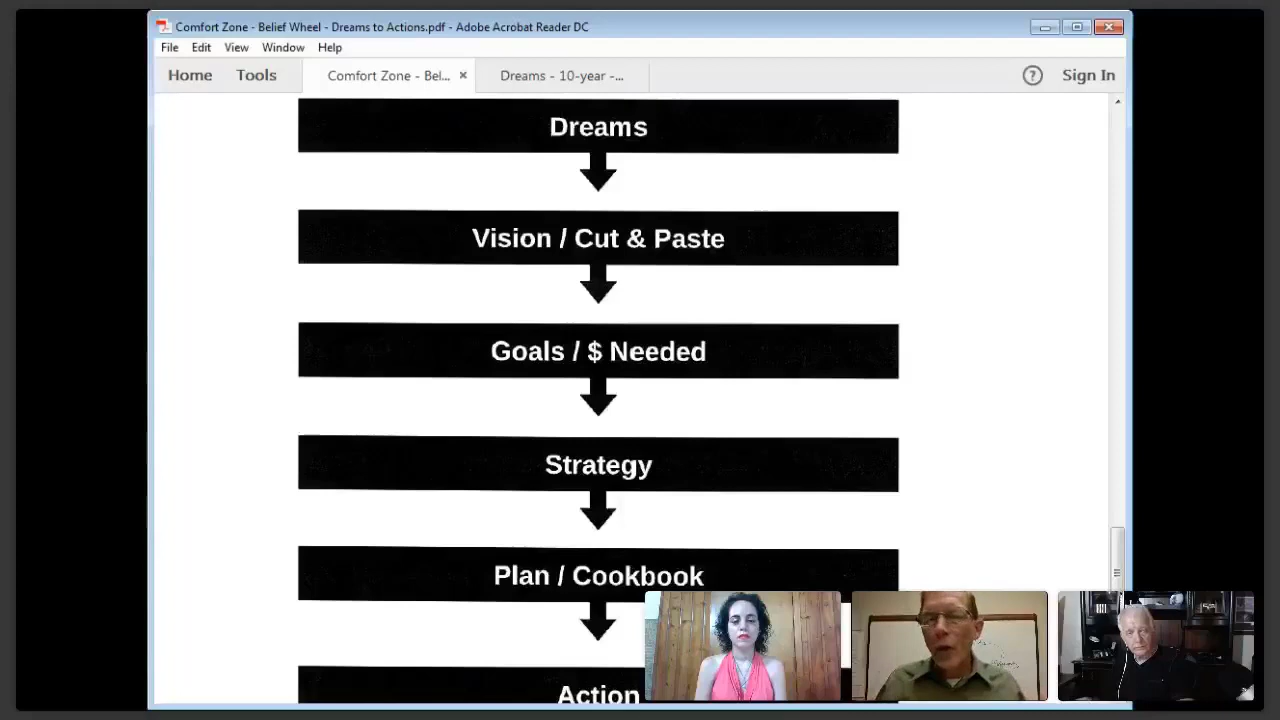 Comfort Zone - Belief Wheel - Dreams to Actions.pdf - Adobe Acrobat Reader DC
File Edit View Window Help
Home Tools Comfort Zone - Bel... × Dreams - 10-year -... ? Sign In
Dreams
Vision / Cut & Paste
Goals / $ Needed
Strategy
Plan / Cookbook
Action